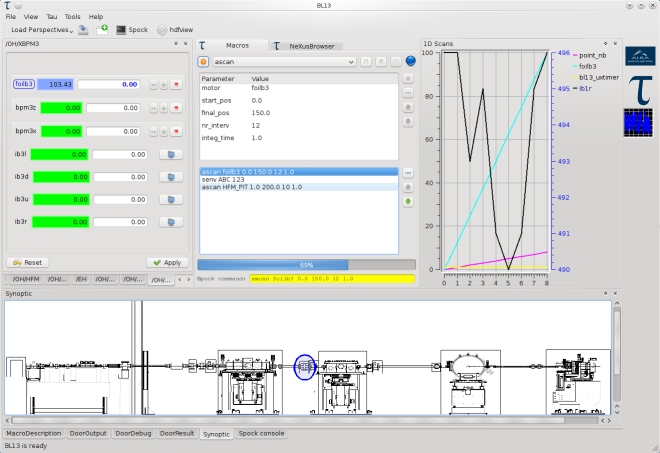 BL13
File View Tau Tools Help
Load Perspectives Spock hdfview
/OH/XBPM3
foilb3 103.43 0.00
bpm3z 0.00 0.00
bpm3x 0.00 0.00
ib3l 0.00 0.00
ib3d 0.00 0.00
ib3u 0.00 0.00
ib3r 0.00 0.00
Reset Apply
/OH/HFM /OH/... /EH /OH/... /OH/... /OH/...
Macros NeXusBrowser
ascan
Parameter Value
motor foilb3
start_pos 0.0
final_pos 150.0
nr_interv 12
integ_time 1.0
ascan foilb3 0.0 150.0 12 1.0
senv ABC 123
ascan HFM_PIT 1.0 200.0 10 1.0
69%
Spock command: ascan foilb3 0.0 150.0 12 1.0
1D Scans
100
80
60
40
20
0
0 1 2 3 4 5 6 7 8
496
495
494
493
492
491
490
point_nb
foilb3
bl13_uxtimer
ib1r
ALBA
Synoptic
MacroDescription DoorOutput DoorDebug DoorResult Synoptic Spock console
BL13 is ready